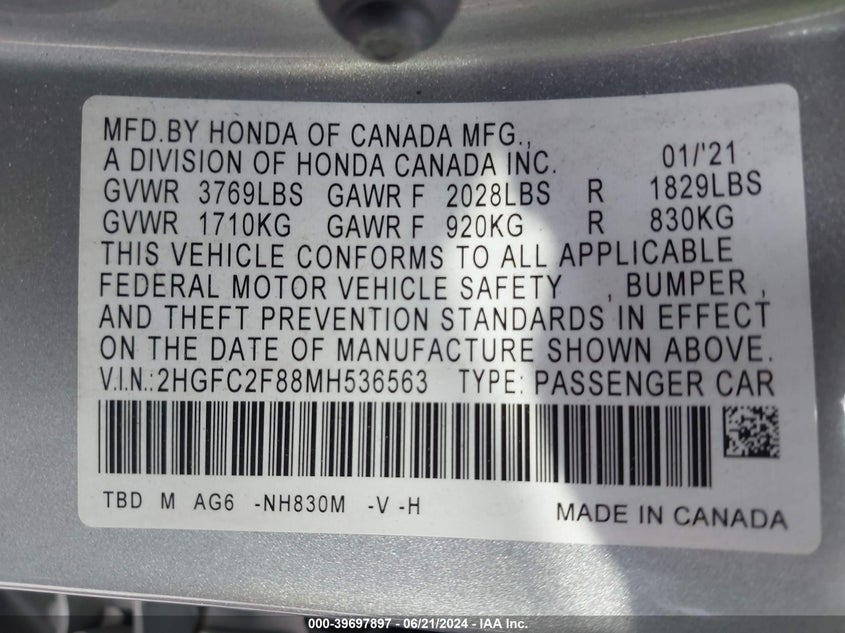 MFD.BY HONDA OF CANADA MFG.,
A DIVISION OF HONDA CANADA INC. 01/'21
GVWR 3769LBS GAWR F 2028LBS R 1829LBS
GVWR 1710KG GAWR F 920KG R 830KG
THIS VEHICLE CONFORMS TO ALL APPLICABLE
FEDERAL MOTOR VEHICLE SAFETY , BUMPER ,
AND THEFT PREVENTION STANDARDS IN EFFECT
ON THE DATE OF MANUFACTURE SHOWN ABOVE.
V.I.N.:2HGFC2F88MH536563 TYPE: PASSENGER CAR
TBD M AG6 -NH830M -V -H MADE IN CANADA
000-39697897 - 06/21/2024 - IAA Inc.